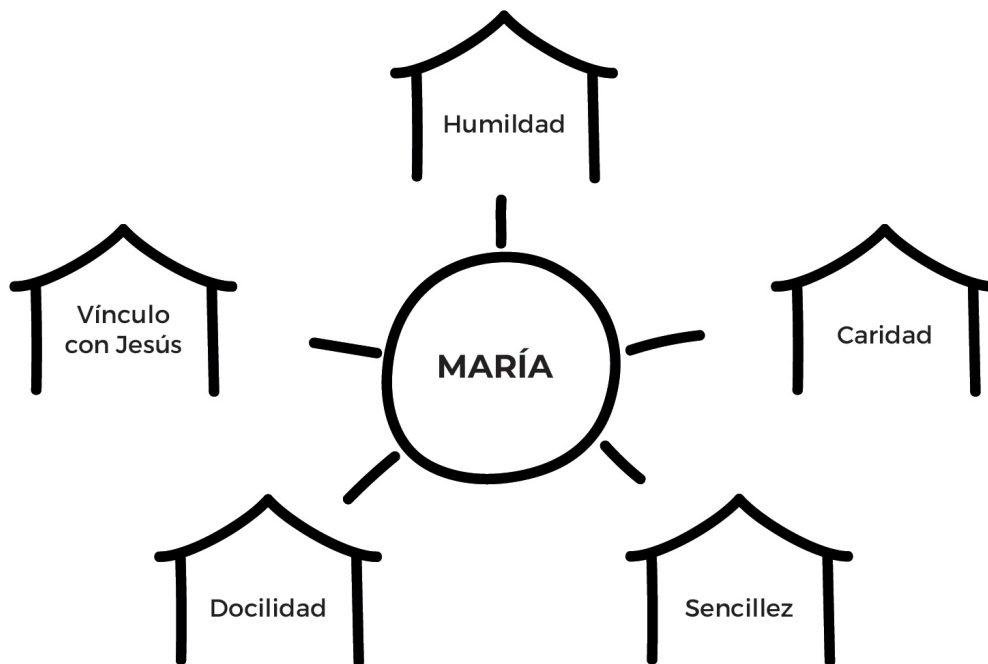 Humildad
Vínculo
con Jesús
MARÍA
Caridad
Docilidad
Sencillez